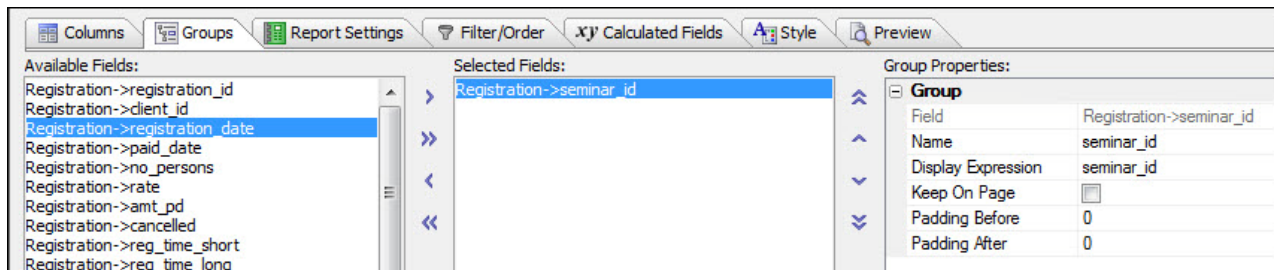 Columns Groups Report Settings Filter/Order xy Calculated Fields A Style Preview
Available Fields:
Registration->registration_id
Registration->client_id
Registration->registration_date
Registration->paid_date
Registration->no_persons
Registration->rate
Registration->amt_pd
Registration->cancelled
Registration->reg_time_short
Registration->reg_time_long
Selected Fields:
Registration->seminar_id
Group Properties:
Group
Field Registration->seminar_id
Name seminar_id
Display Expression seminar_id
Keep On Page
Padding Before 0
Padding After 0